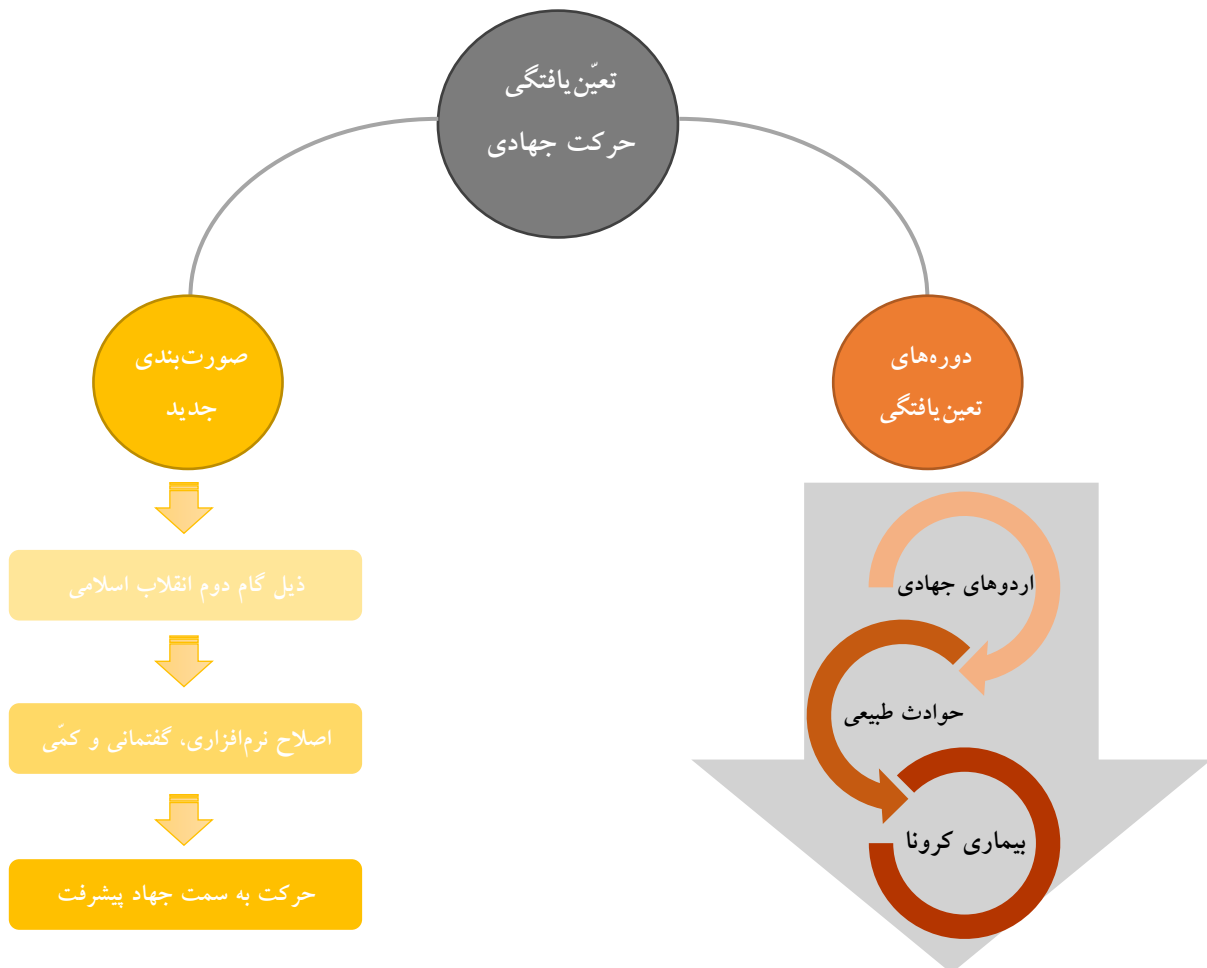 تعیّن‌یافتگی
حرکت جهادی
دوره‌های
تعین‌یافتگی
اردوهای جهادی
حوادث طبیعی
بیماری کرونا
صورت‌بندی
جدید
ذیل گام دوم انقلاب اسلامی
اصلاح نرم‌افزاری، گفتمانی و کمّی
حرکت به سمت جهاد پیشرفت